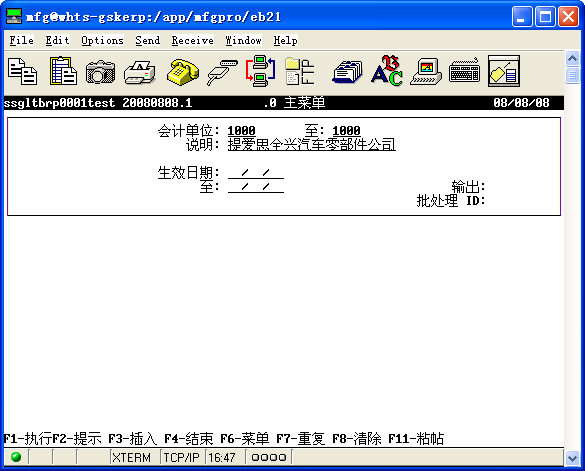 mfg@whts-gskerp:/app/mfgpro/eb21
File Edit Options Send Receive Window Help
ssgltbrp0001test 20080808.1 .0 主菜单 08/08/08
会计单位: 1000 至: 1000
说明: 提爱思全兴汽车零部件公司
生效日期: / /
至: / / 输出:
批处理 ID:
F1-执行F2-提示 F3-插入 F4-结束 F6-菜单 F7-重复 F8-清除 F11-粘帖
XTERM TCP/IP 16:47